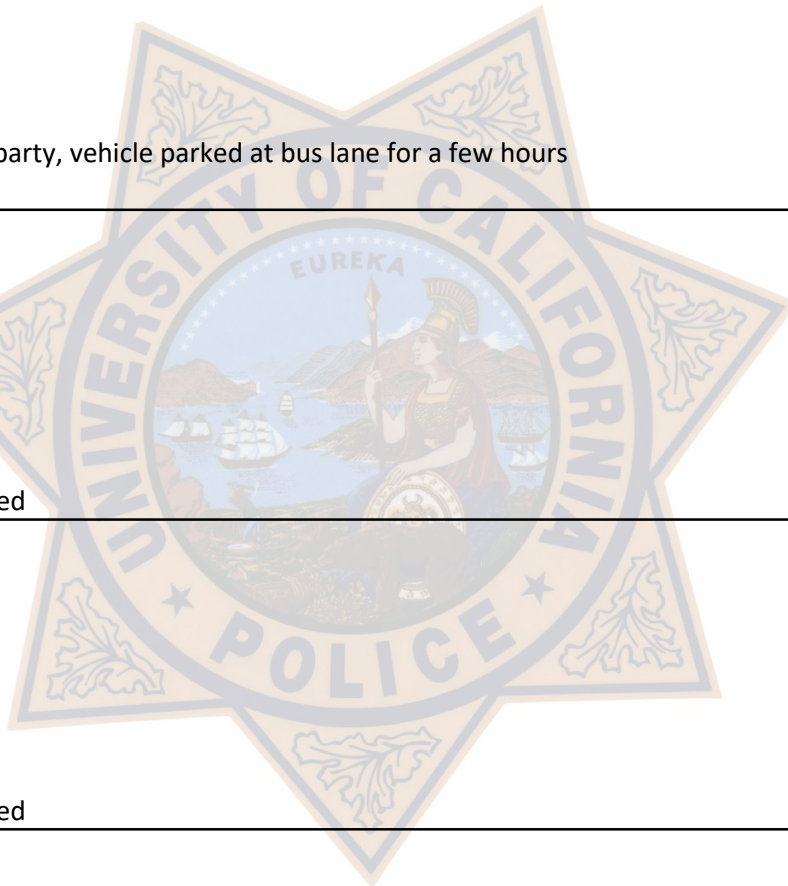 party, vehicle parked at bus lane for a few hours
UNIVERSITY OF CALIFORNIA
EUREKA
ed
POLICE
ed